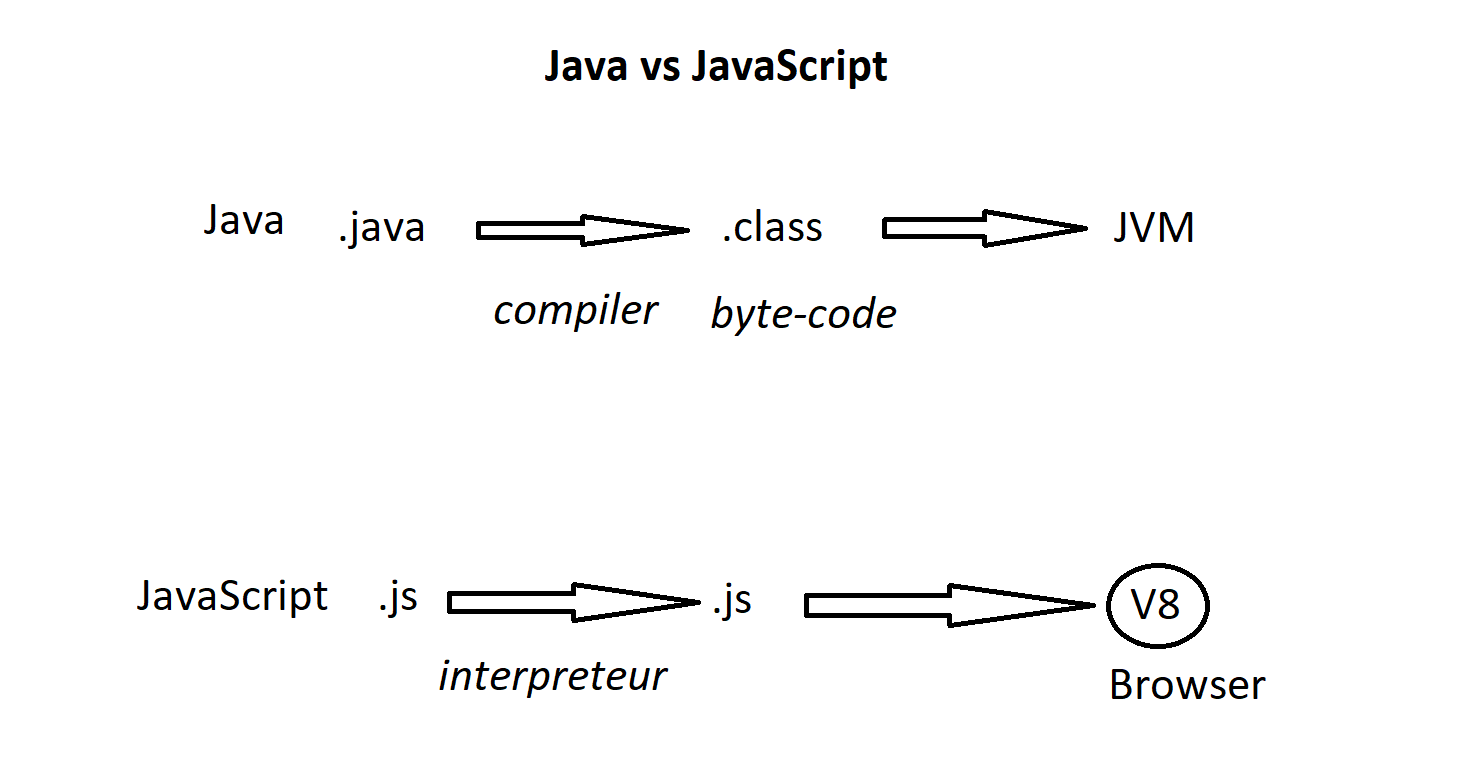 Java vs JavaScript
Java .java .class JVM
compiler byte-code
JavaScript .js .js V8
interpreteur Browser